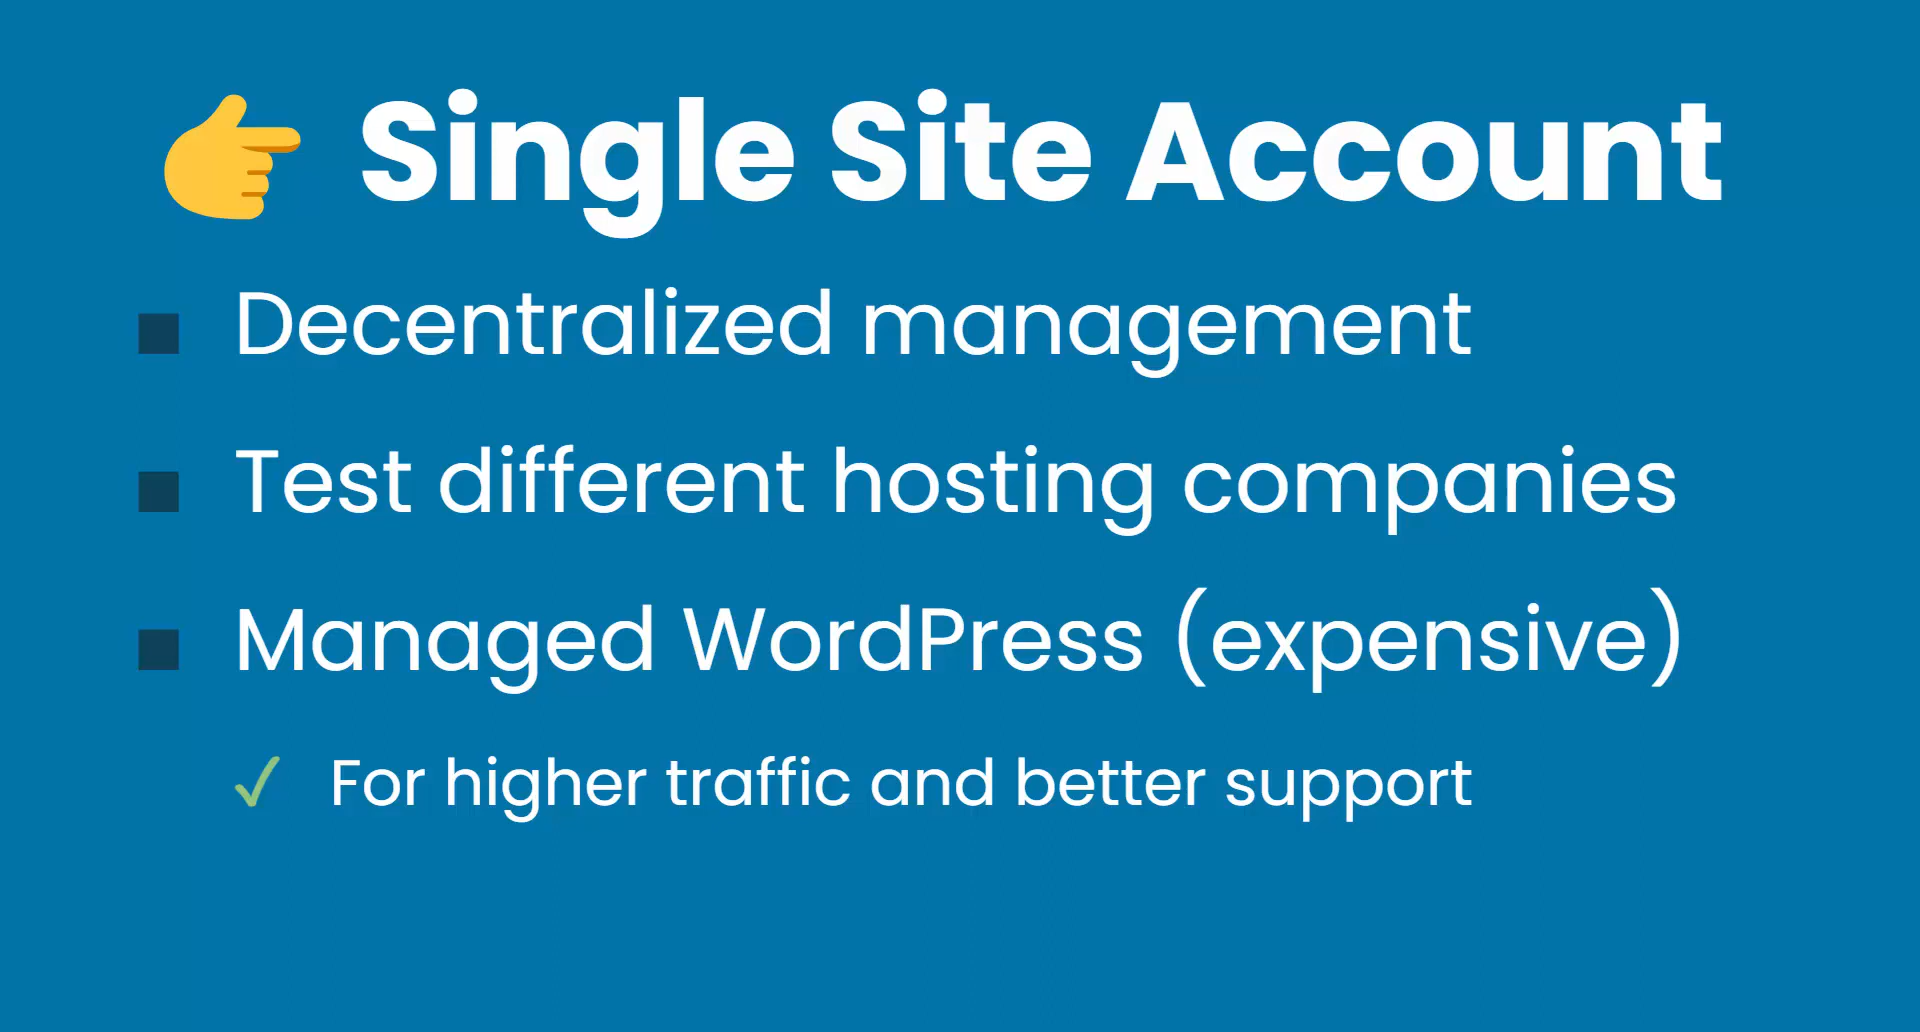 👉 Single Site Account
▪ Decentralized management
▪ Test different hosting companies
▪ Managed WordPress (expensive)
✓ For higher traffic and better support